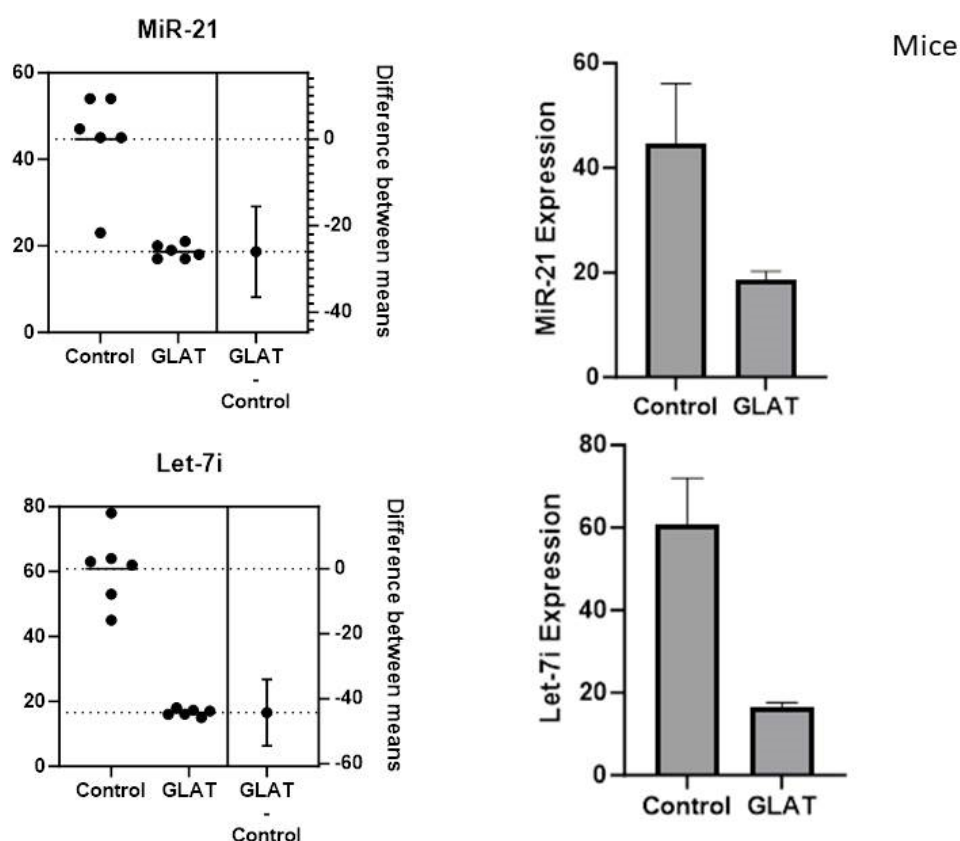 MiR-21
60
40
20
0
Control
GLAT
GLAT
-
Control
0
-20
-40
Difference between means
Mice
MiR-21 Expression
60
40
20
0
Control
GLAT
Let-7i
80
60
40
20
0
Control
GLAT
GLAT
-
Control
0
-20
-40
-60
Difference between means
Let-7i Expression
80
60
40
20
0
Control
GLAT